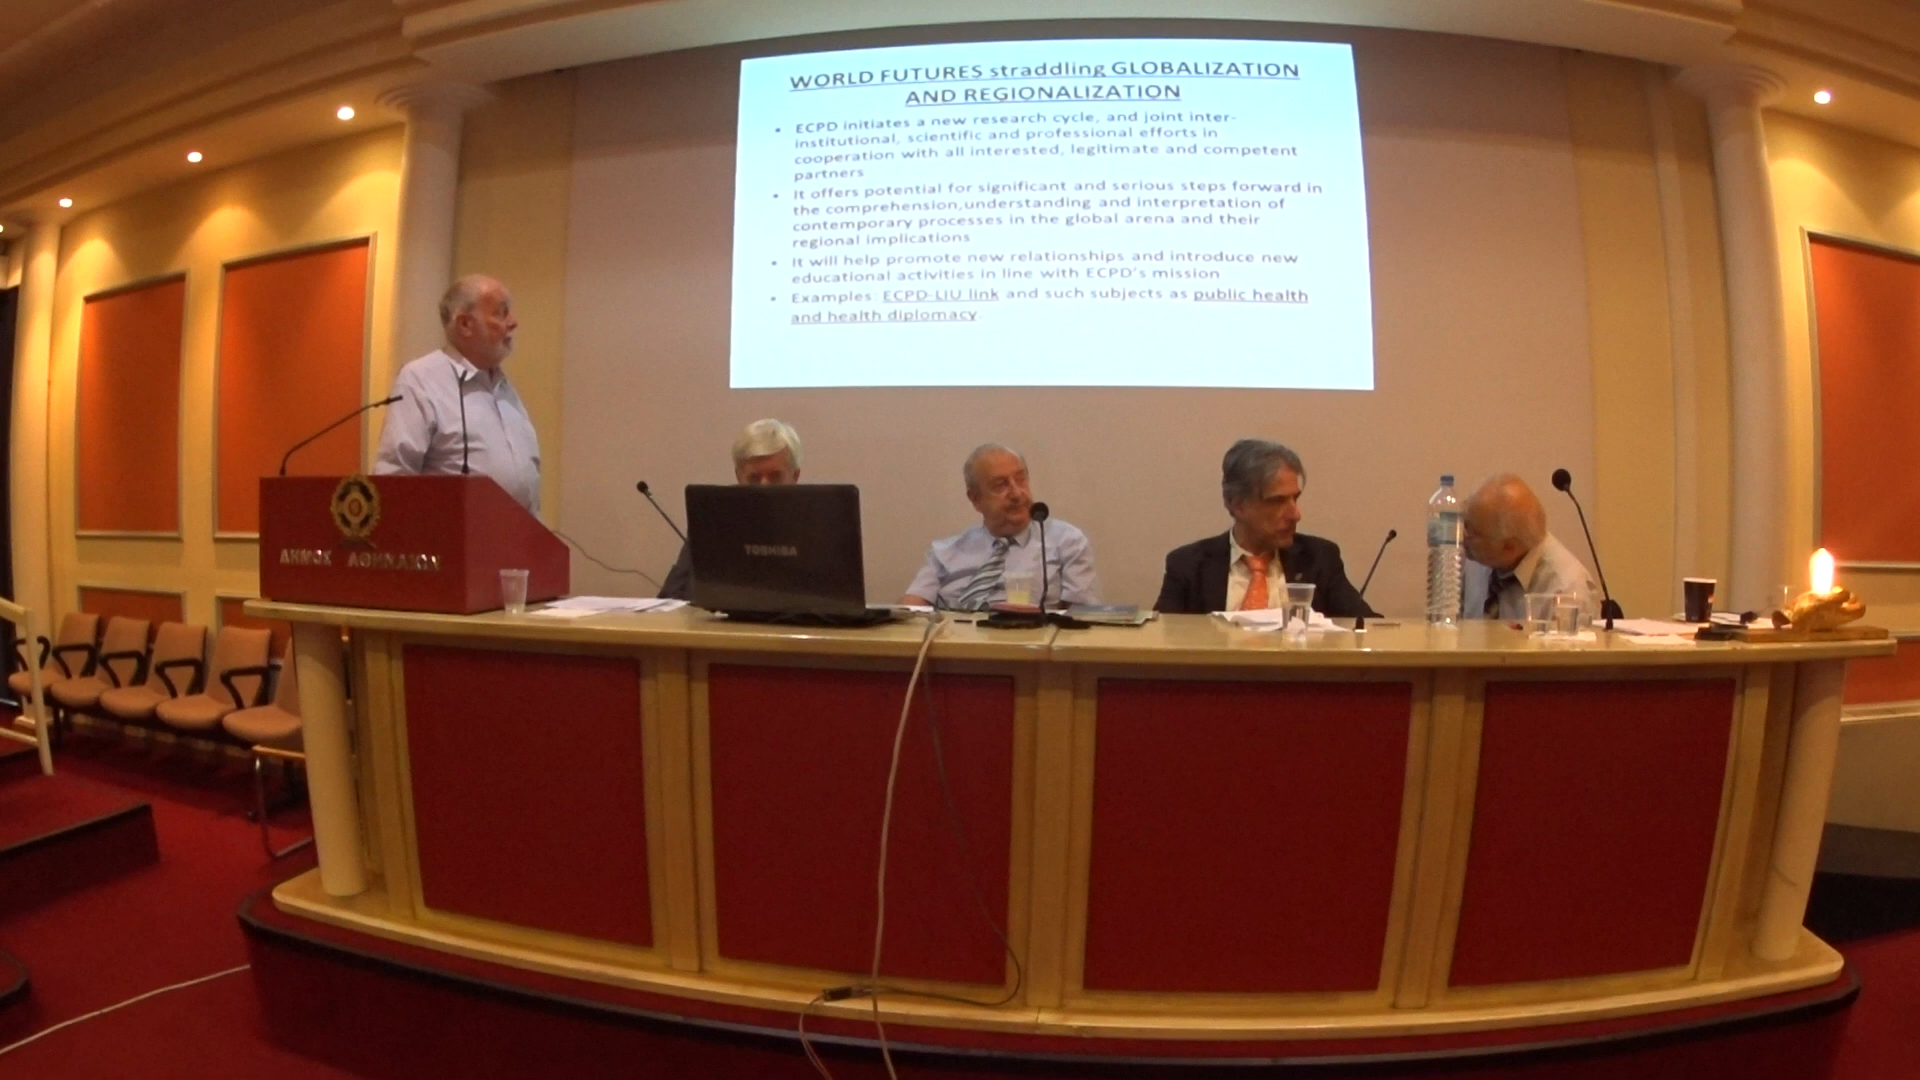 WORLD FUTURES straddling GLOBALIZATION
AND REGIONALIZATION
• ECPD initiates a new research cycle, and joint inter-
institutional, scientific and professional efforts in
cooperation with all interested, legitimate and competent
partners
• It offers potential for significant and serious steps forward in
the comprehension,understanding and interpretation of
contemporary processes in the global arena and their
regional implications
• It will help promote new relationships and introduce new
educational activities in line with ECPD's mission
• Examples: ECPD-LIU link and such subjects as public health
and health diplomacy.
ΔΗΜΟΣ ΑΘΗΝΑΙΩΝ
TOSHIBA